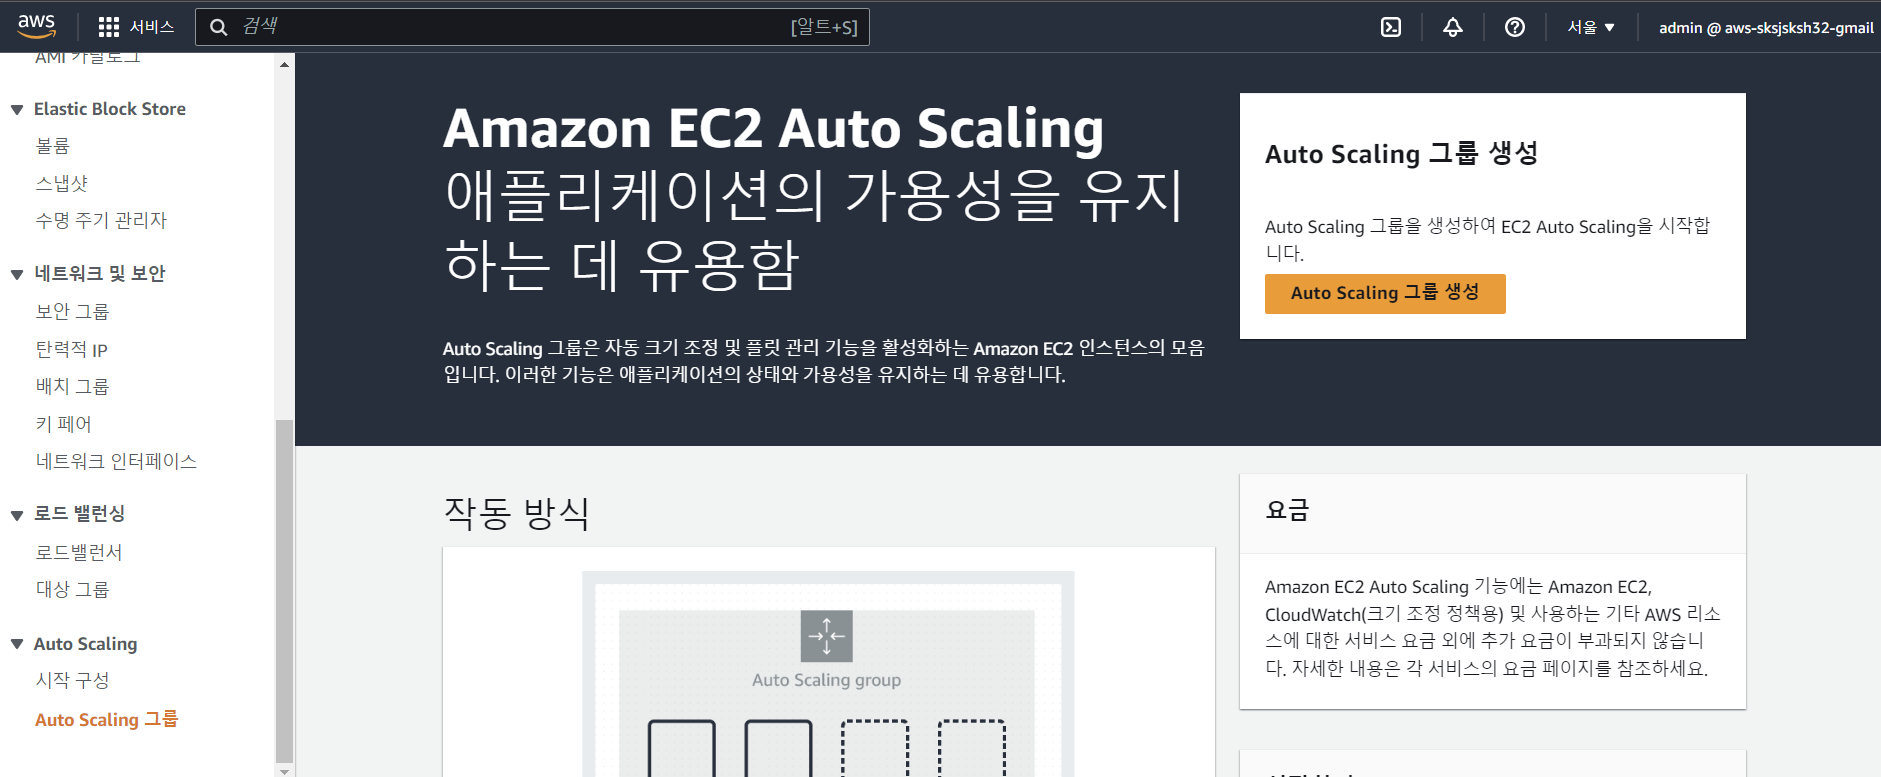 aws
서비스
검색
[알트+S]
서울
admin @ aws-sksjsksh32-gmail
AMI 카탈로그
Elastic Block Store
볼륨
스냅샷
수명 주기 관리자
네트워크 및 보안
보안 그룹
탄력적 IP
배치 그룹
키 페어
네트워크 인터페이스
로드 밸런싱
로드밸런서
대상 그룹
Auto Scaling
시작 구성
Auto Scaling 그룹
Amazon EC2 Auto Scaling
애플리케이션의 가용성을 유지
하는 데 유용함
Auto Scaling 그룹은 자동 크기 조정 및 플릿 관리 기능을 활성화하는 Amazon EC2 인스턴스의 모음
입니다. 이러한 기능은 애플리케이션의 상태와 가용성을 유지하는 데 유용합니다.
Auto Scaling 그룹 생성
Auto Scaling 그룹을 생성하여 EC2 Auto Scaling을 시작합
니다.
Auto Scaling 그룹 생성
작동 방식
Auto Scaling group
요금
Amazon EC2 Auto Scaling 기능에는 Amazon EC2,
CloudWatch(크기 조정 정책용) 및 사용하는 기타 AWS 리소
스에 대한 서비스 요금 외에 추가 요금이 부과되지 않습니
다. 자세한 내용은 각 서비스의 요금 페이지를 참조하세요.